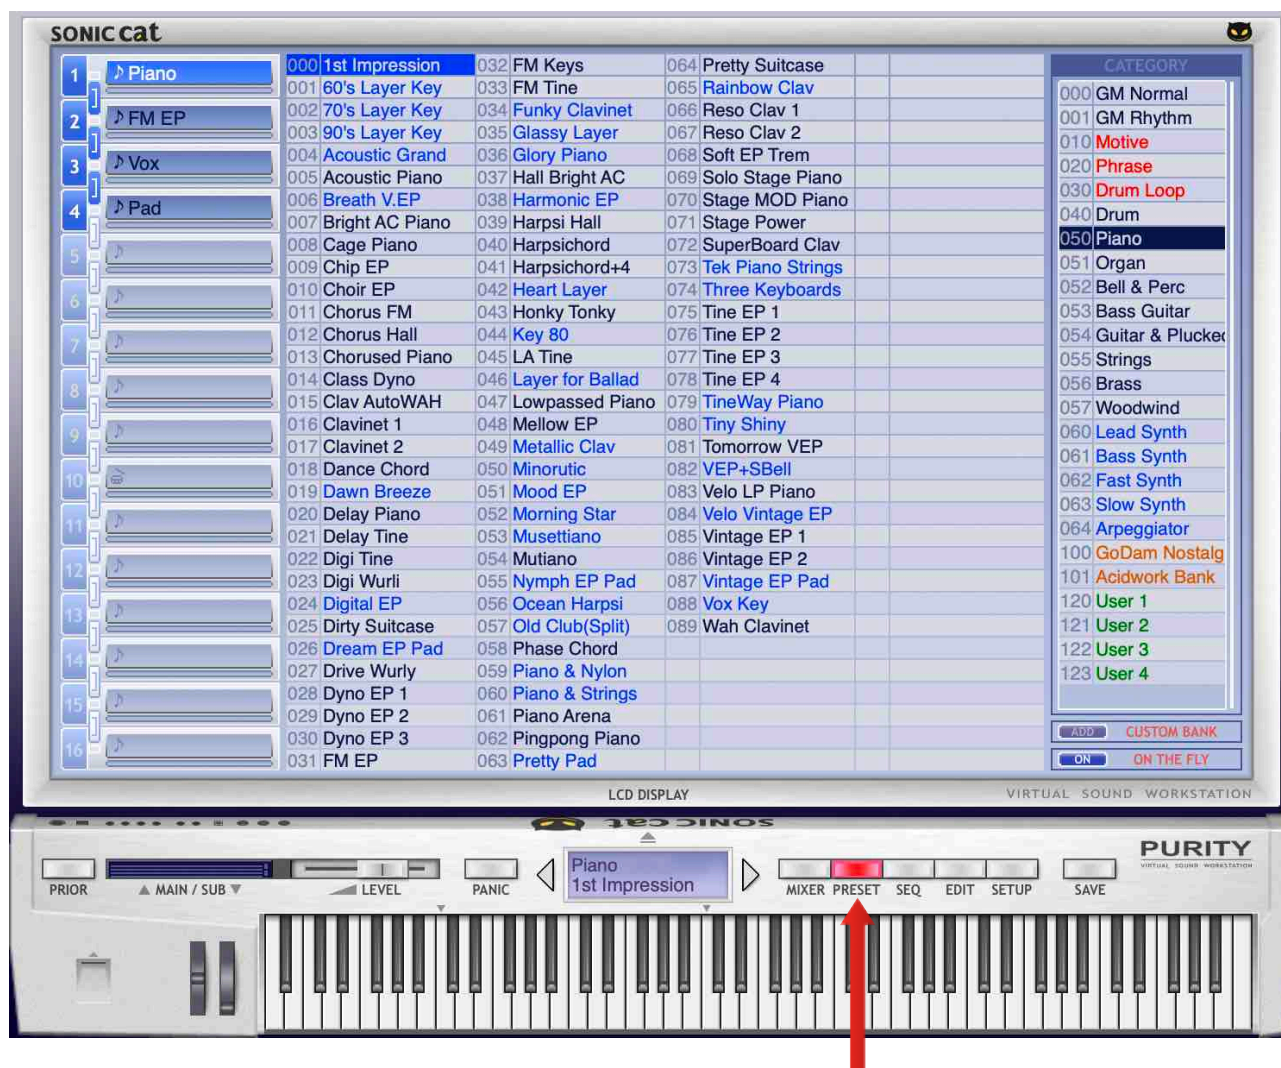 SONICcat
1 Piano
2 FM EP
3 Vox
4 Pad
5
6
7
8
9
10
11
12
13
14
15
16
000 1st Impression
001 60's Layer Key
002 70's Layer Key
003 90's Layer Key
004 Acoustic Grand
005 Acoustic Piano
006 Breath V.EP
007 Bright AC Piano
008 Cage Piano
009 Chip EP
010 Choir EP
011 Chorus FM
012 Chorus Hall
013 Chorused Piano
014 Class Dyno
015 Clav AutoWAH
016 Clavinet 1
017 Clavinet 2
018 Dance Chord
019 Dawn Breeze
020 Delay Piano
021 Delay Tine
022 Digi Tine
023 Digi Wurli
024 Digital EP
025 Dirty Suitcase
026 Dream EP Pad
027 Drive Wurly
028 Dyno EP 1
029 Dyno EP 2
030 Dyno EP 3
031 FM EP
032 FM Keys
033 FM Tine
034 Funky Clavinet
035 Glassy Layer
036 Glory Piano
037 Hall Bright AC
038 Harmonic EP
039 Harpsi Hall
040 Harpsichord
041 Harpsichord+4
042 Heart Layer
043 Honky Tonky
044 Key 80
045 LA Tine
046 Layer for Ballad
047 Lowpassed Piano
048 Mellow EP
049 Metallic Clav
050 Minorutic
051 Mood EP
052 Morning Star
053 Musettiano
054 Mutiano
055 Nymph EP Pad
056 Ocean Harpsi
057 Old Club(Split)
058 Phase Chord
059 Piano & Nylon
060 Piano & Strings
061 Piano Arena
062 Pingpong Piano
063 Pretty Pad
064 Pretty Suitcase
065 Rainbow Clav
066 Reso Clav 1
067 Reso Clav 2
068 Soft EP Trem
069 Solo Stage Piano
070 Stage MOD Piano
071 Stage Power
072 SuperBoard Clav
073 Tek Piano Strings
074 Three Keyboards
075 Tine EP 1
076 Tine EP 2
077 Tine EP 3
078 Tine EP 4
079 TineWay Piano
080 Tiny Shiny
081 Tomorrow VEP
082 VEP+SBell
083 Velo LP Piano
084 Velo Vintage EP
085 Vintage EP 1
086 Vintage EP 2
087 Vintage EP Pad
088 Vox Key
089 Wah Clavinet
CATEGORY
000 GM Normal
001 GM Rhythm
010 Motive
020 Phrase
030 Drum Loop
040 Drum
050 Piano
051 Organ
052 Bell & Perc
053 Bass Guitar
054 Guitar & Plucked
055 Strings
056 Brass
057 Woodwind
060 Lead Synth
061 Bass Synth
062 Fast Synth
063 Slow Synth
064 Arpeggiator
100 GoDam Nostalg
101 Acidwork Bank
120 User 1
121 User 2
122 User 3
123 User 4
ADD CUSTOM BANK
ON ON THE FLY
LCD DISPLAY
VIRTUAL SOUND WORKSTATION
SONICcat
PURITY
VIRTUAL SOUND WORKSTATION
Piano
1st Impression
PRIOR MAIN / SUB LEVEL PANIC MIXER PRESET SEQ EDIT SETUP SAVE